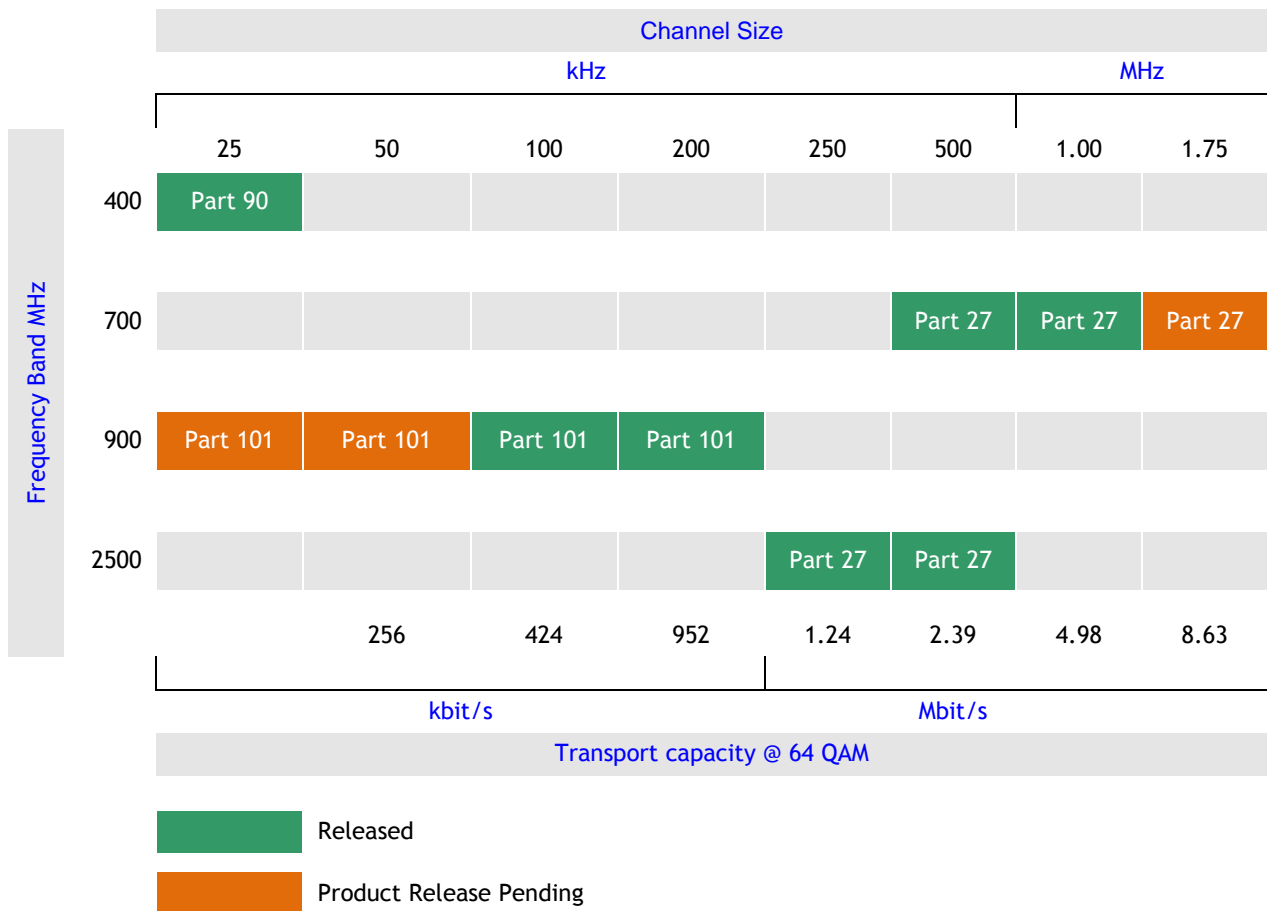 Channel Size
kHz MHz
25 50 100 200 250 500 1.00 1.75
Frequency Band MHz
400 Part 90
700 Part 27 Part 27 Part 27
900 Part 101 Part 101 Part 101 Part 101
2500 Part 27 Part 27
256 424 952 1.24 2.39 4.98 8.63
kbit/s Mbit/s
Transport capacity @ 64 QAM
Released
Product Release Pending